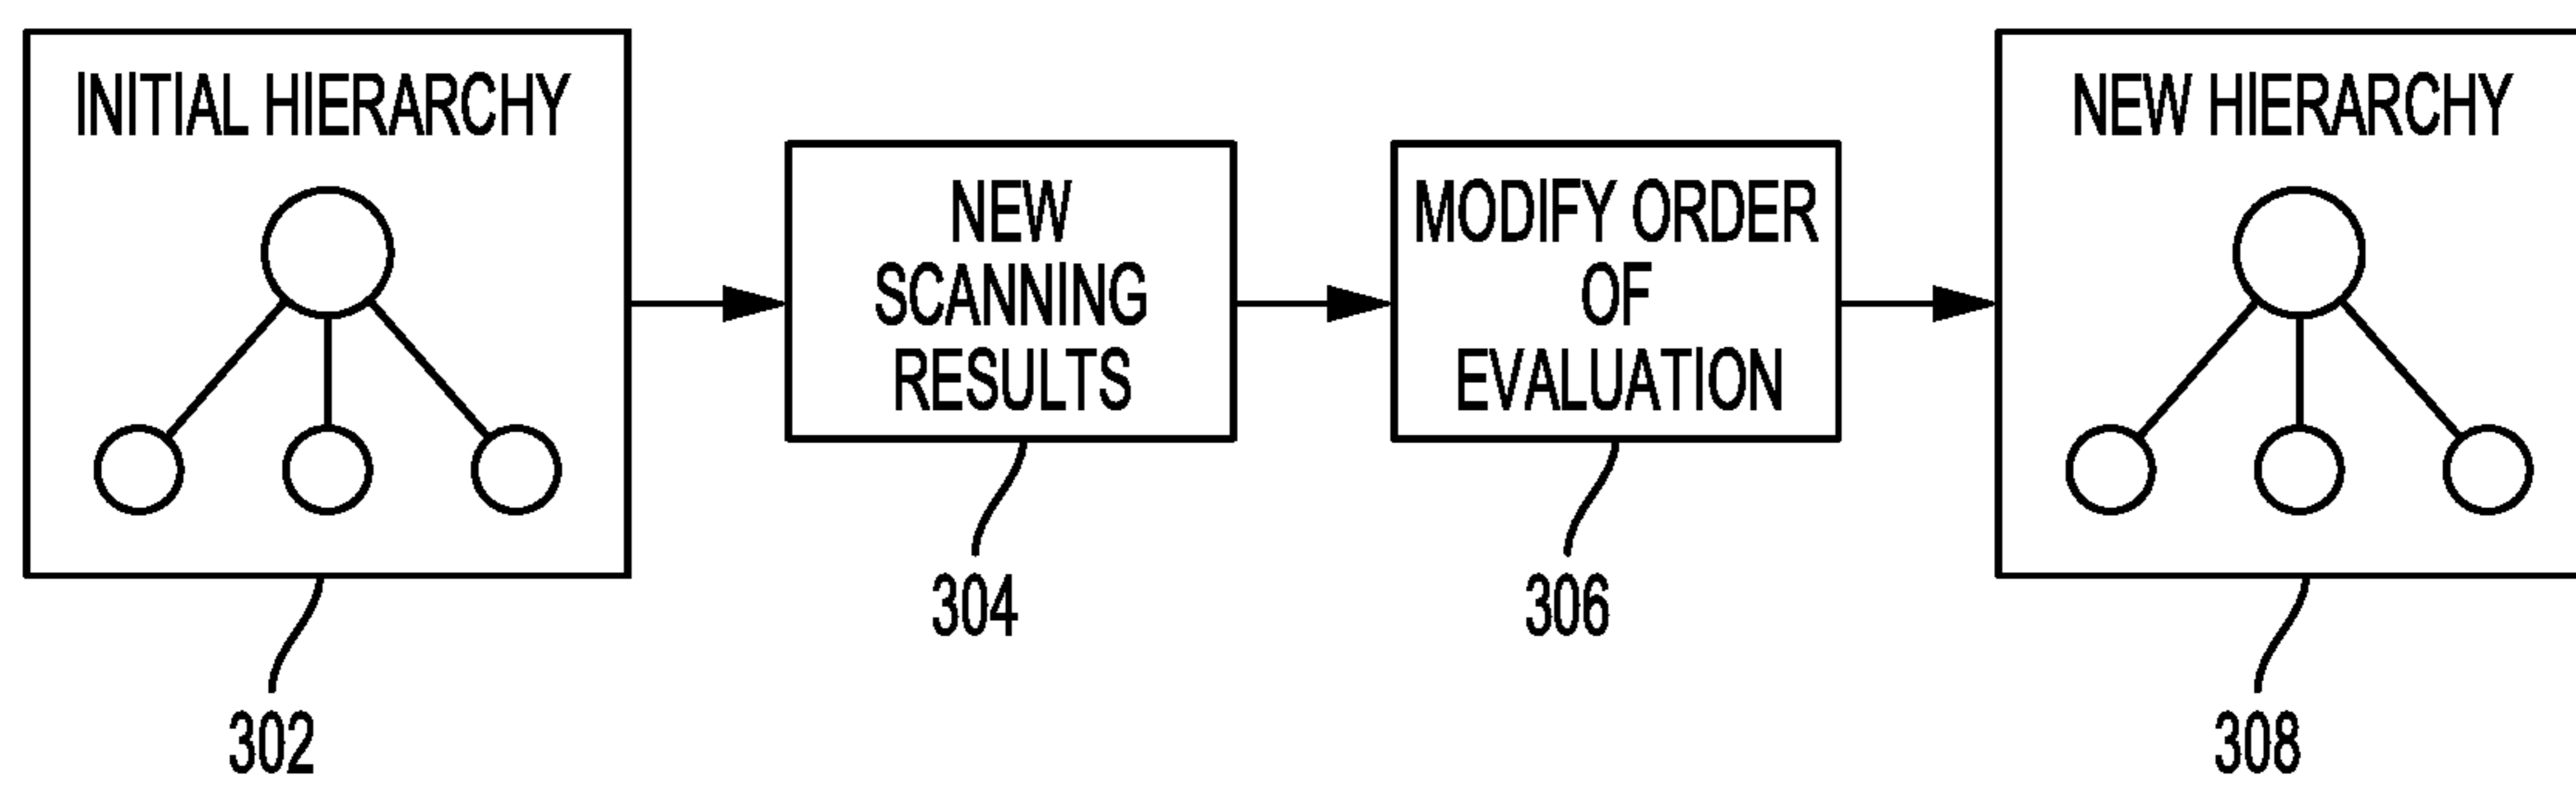 INITIAL HIERARCHY
302
NEW
SCANNING
RESULTS
304
MODIFY ORDER
OF
EVALUATION
306
NEW HIERARCHY
308